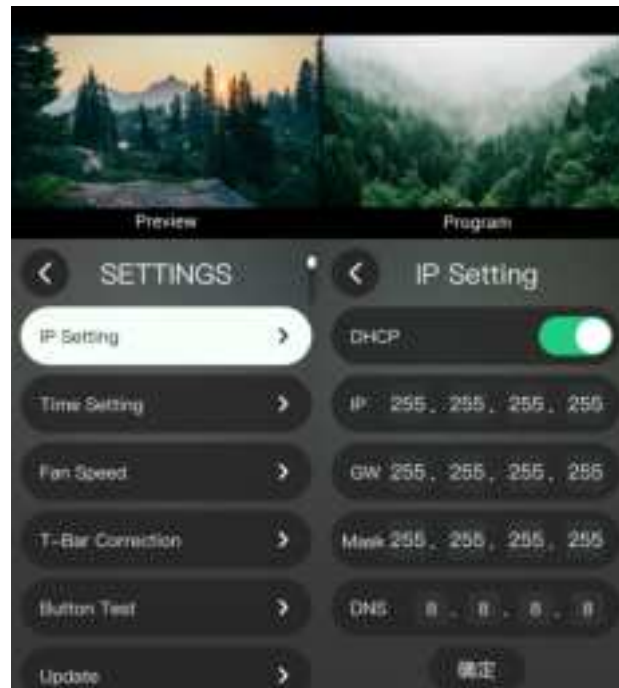 Preview
Program
SETTINGS
IP Setting
Time Setting
Fan Speed
T-Bar Correction
Button Test
Update
IP Setting
DHCP
IP 255. 255. 255. 255
GW 255. 255. 255. 255
Mask 255. 255. 255. 255
DNS 8. 8. 8. 8
确定